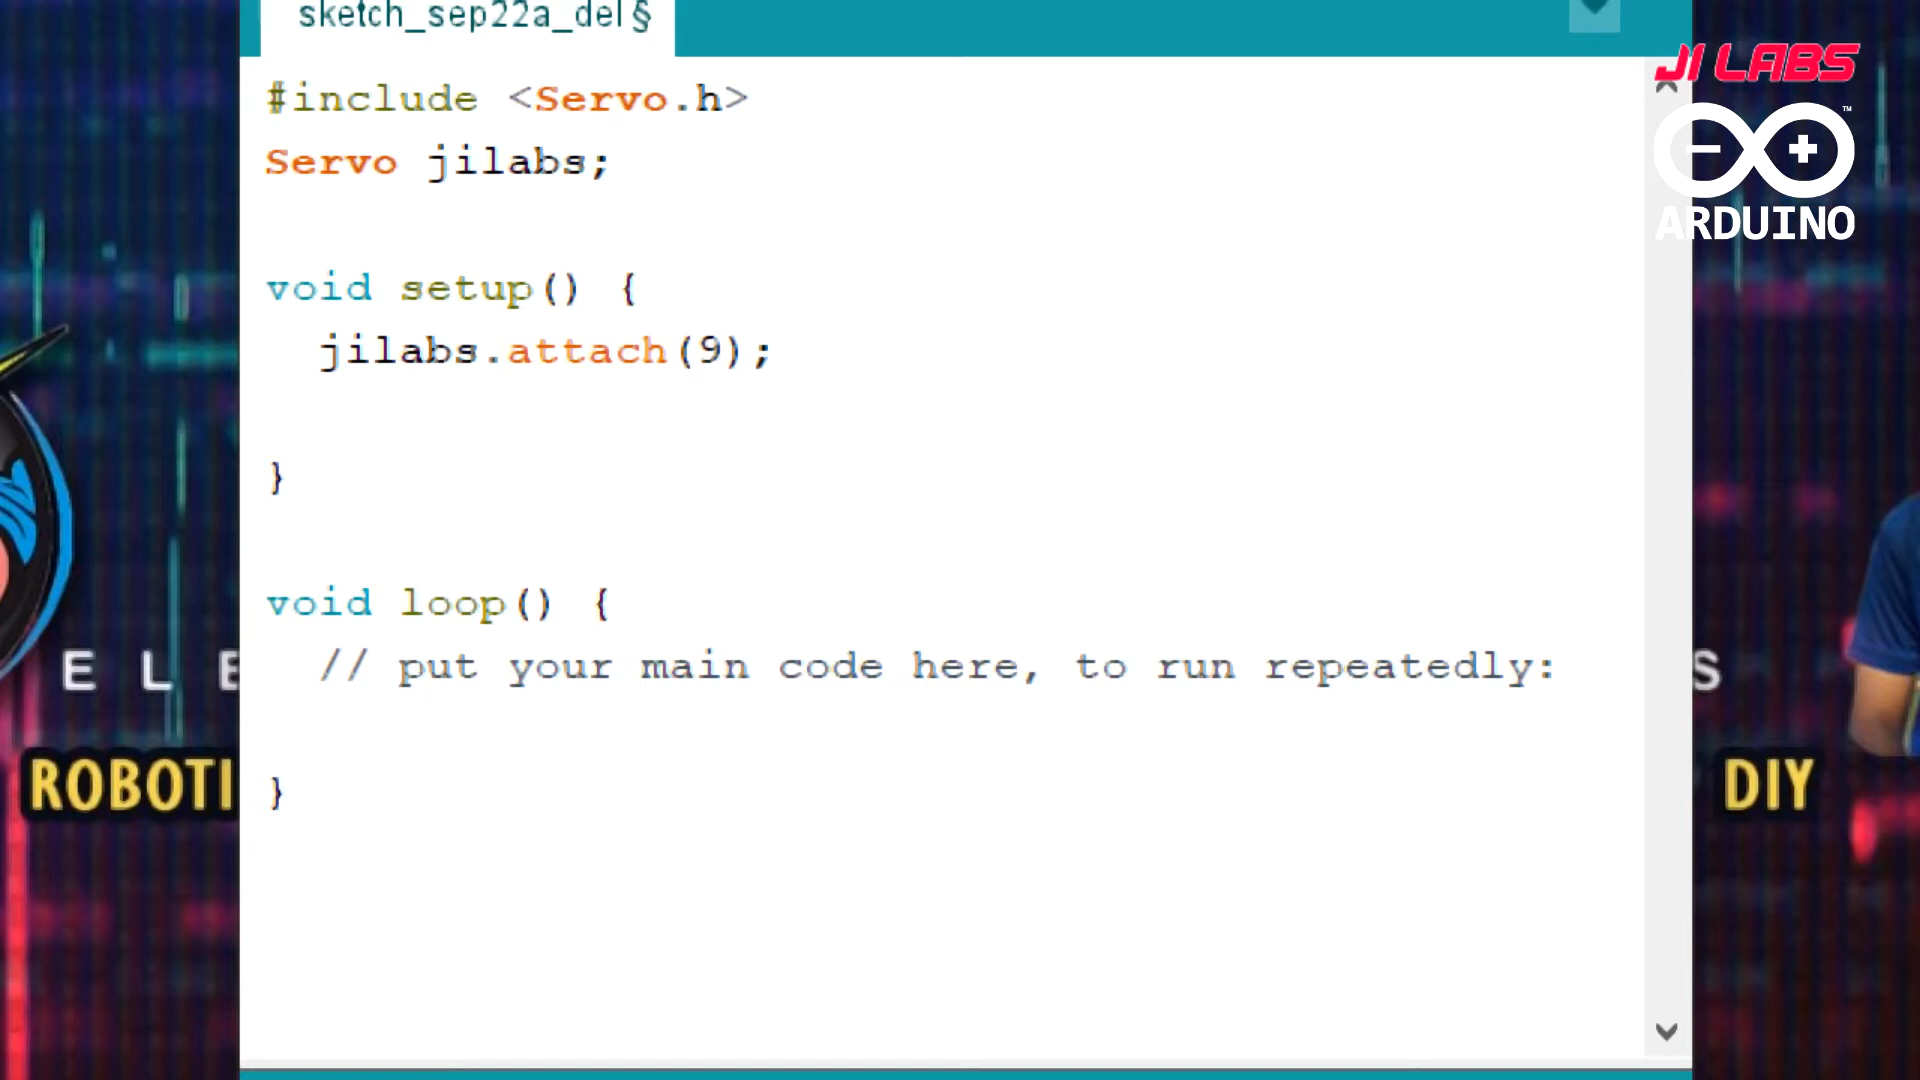 sketch_sep22a_del§
JI LABS
#include <Servo.h>
™
Servo jilabs;
ARDUINO
void setup() {
jilabs.attach(9);
}
void loop() {
// put your main code here, to run repeatedly:
E L E
S
}
ROBOTI
DIY